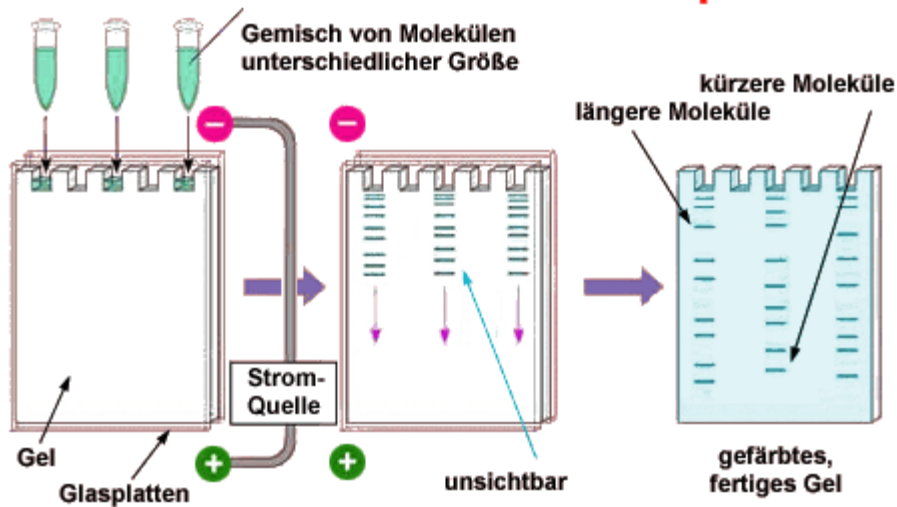 Gemisch von Molekülen
unterschiedlicher Größe
kürzere Moleküle
längere Moleküle
Strom-
Quelle
Gel
Glasplatten
unsichtbar
gefärbtes,
fertiges Gel